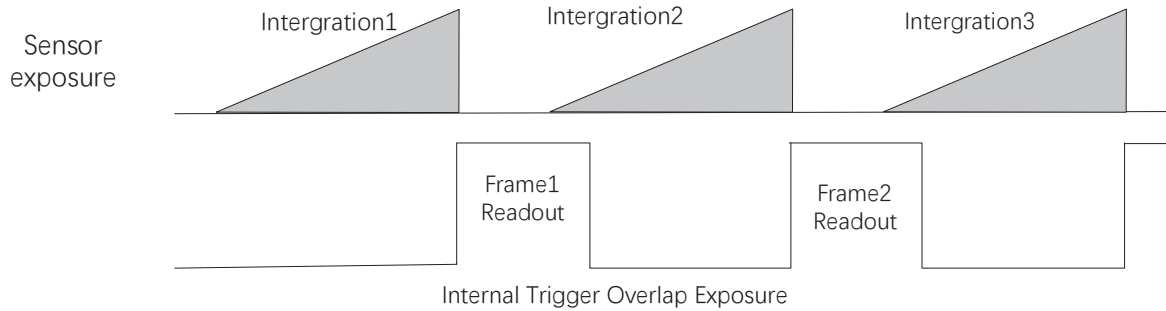 Intergration1
Intergration2
Intergration3
Sensor
exposure
Frame1
Readout
Frame2
Readout
Internal Trigger Overlap Exposure